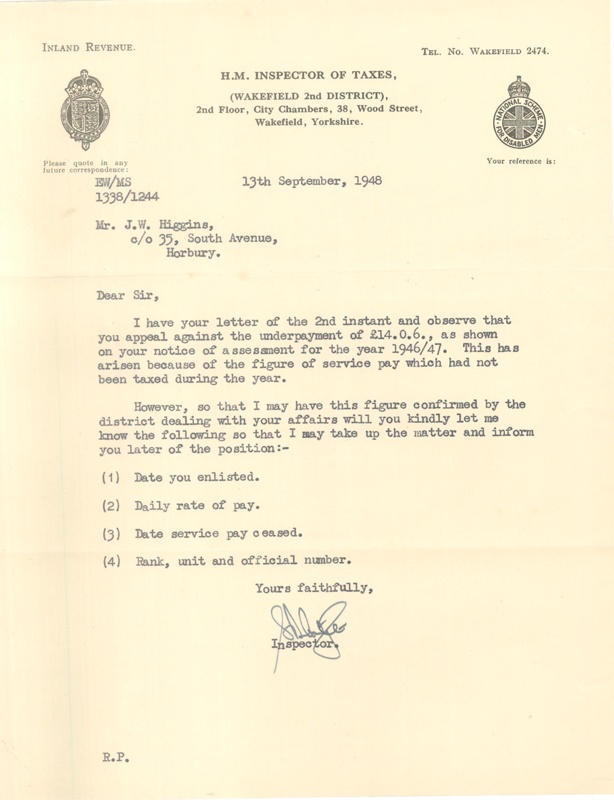 INLAND REVENUE.
TEL. NO. WAKEFIELD 2474.
H.M. INSPECTOR OF TAXES,
(WAKEFIELD 2nd DISTRICT),
2nd Floor, City Chambers, 38, Wood Street,
Wakefield, Yorkshire.
NATIONAL SCHEME
FOR DISABLED MEN
Please quote in any
future correspondence:
Your reference is:
EW/MS
13th September, 1948
1338/1244
Mr. J.W. Higgins,
c/o 35, South Avenue,
Horbury.
Dear Sir,
I have your letter of the 2nd instant and observe that
you appeal against the underpayment of £14.0.6., as shown
on your notice of assessment for the year 1946/47. This has
arisen because of the figure of service pay which had not
been taxed during the year.
However, so that I may have this figure confirmed by the
district dealing with your affairs will you kindly let me
know the following so that I may take up the matter and inform
you later of the position:-
(1) Date you enlisted.
(2) Daily rate of pay.
(3) Date service pay ceased.
(4) Rank, unit and official number.
Yours faithfully,
Inspector.
R.P.